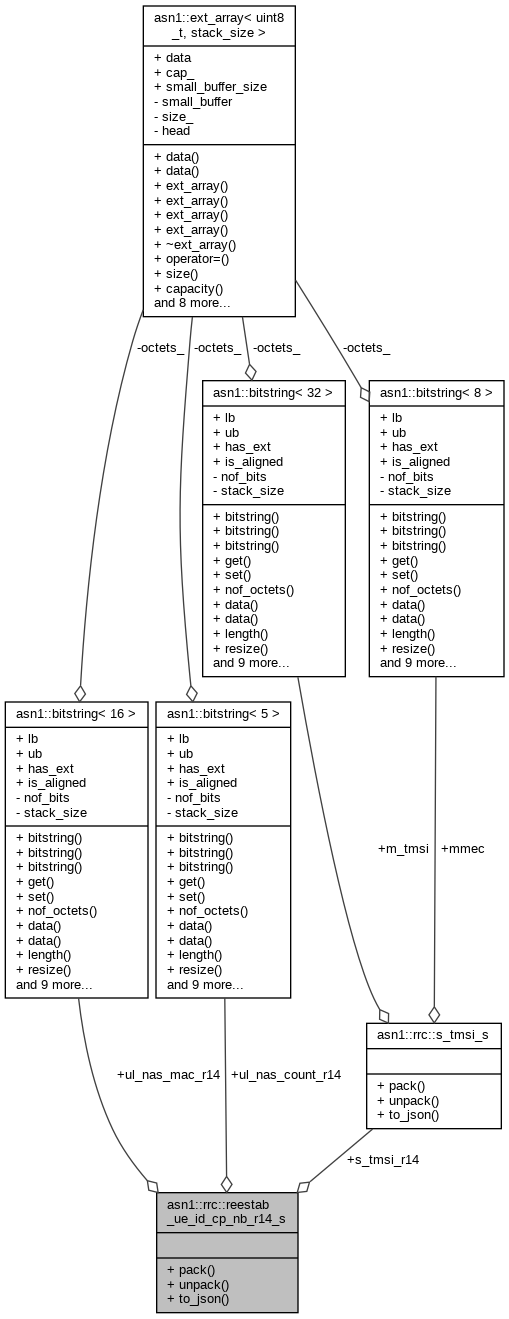 asn1::ext_array< uint8
_t, stack_size >
+ data
+ cap_
+ small_buffer_size
- small_buffer
- size_
- head
+ data()
+ data()
+ ext_array()
+ ext_array()
+ ext_array()
+ ext_array()
+ ~ext_array()
+ operator=()
+ size()
+ capacity()
and 8 more...
-octets_
-octets_
-octets_
-octets_
asn1::bitstring< 32 >
+ lb
+ ub
+ has_ext
+ is_aligned
- nof_bits
- stack_size
+ bitstring()
+ bitstring()
+ bitstring()
+ get()
+ set()
+ nof_octets()
+ data()
+ data()
+ length()
+ resize()
and 9 more...
asn1::bitstring< 8 >
+ lb
+ ub
+ has_ext
+ is_aligned
- nof_bits
- stack_size
+ bitstring()
+ bitstring()
+ bitstring()
+ get()
+ set()
+ nof_octets()
+ data()
+ data()
+ length()
+ resize()
and 9 more...
asn1::bitstring< 16 >
+ lb
+ ub
+ has_ext
+ is_aligned
- nof_bits
- stack_size
+ bitstring()
+ bitstring()
+ bitstring()
+ get()
+ set()
+ nof_octets()
+ data()
+ data()
+ length()
+ resize()
and 9 more...
asn1::bitstring< 5 >
+ lb
+ ub
+ has_ext
+ is_aligned
- nof_bits
- stack_size
+ bitstring()
+ bitstring()
+ bitstring()
+ get()
+ set()
+ nof_octets()
+ data()
+ data()
+ length()
+ resize()
and 9 more...
+m_tmsi
+mmec
asn1::rrc::s_tmsi_s
+ pack()
+ unpack()
+ to_json()
+ul_nas_mac_r14
+ul_nas_count_r14
+s_tmsi_r14
asn1::rrc::reestab
_ue_id_cp_nb_r14_s
+ pack()
+ unpack()
+ to_json()